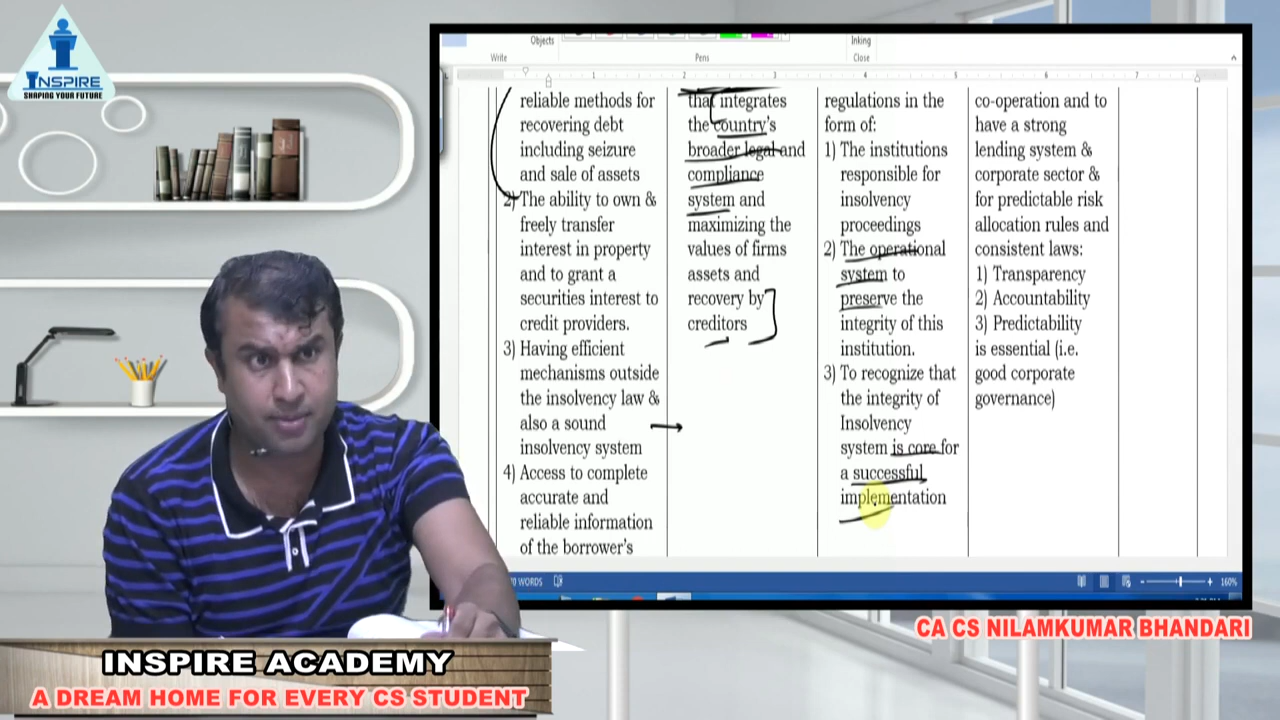 INSPIRE
SHAPING YOUR FUTURE
Objects
Inking
Write
Pens
Close
1
2
3
4
5
6
7
reliable methods for
recovering debt
including seizure
and sale of assets
2) The ability to own &
freely transfer
interest in property
and to grant a
securities interest to
credit providers.
3) Having efficient
mechanisms outside
the insolvency law &
also a sound
insolvency system
4) Access to complete
accurate and
reliable information
of the borrower's
that integrates
the country's
broader legal and
compliance
system and
maximizing the
values of firms
assets and
recovery by
creditors
regulations in the
form of:
1) The institutions
responsible for
insolvency
proceedings
2) The operational
system to
preserve the
integrity of this
institution.
3) To recognize that
the integrity of
Insolvency
system is core for
a successful
implementation
co-operation and to
have a strong
lending system &
corporate sector &
for predictable risk
allocation rules and
consistent laws:
1) Transparency
2) Accountability
3) Predictability
is essential (i.e.
good corporate
governance)
WORDS
160%
CA CS NILAMKUMAR BHANDARI
INSPIRE ACADEMY
A DREAM HOME FOR EVERY CS STUDENT